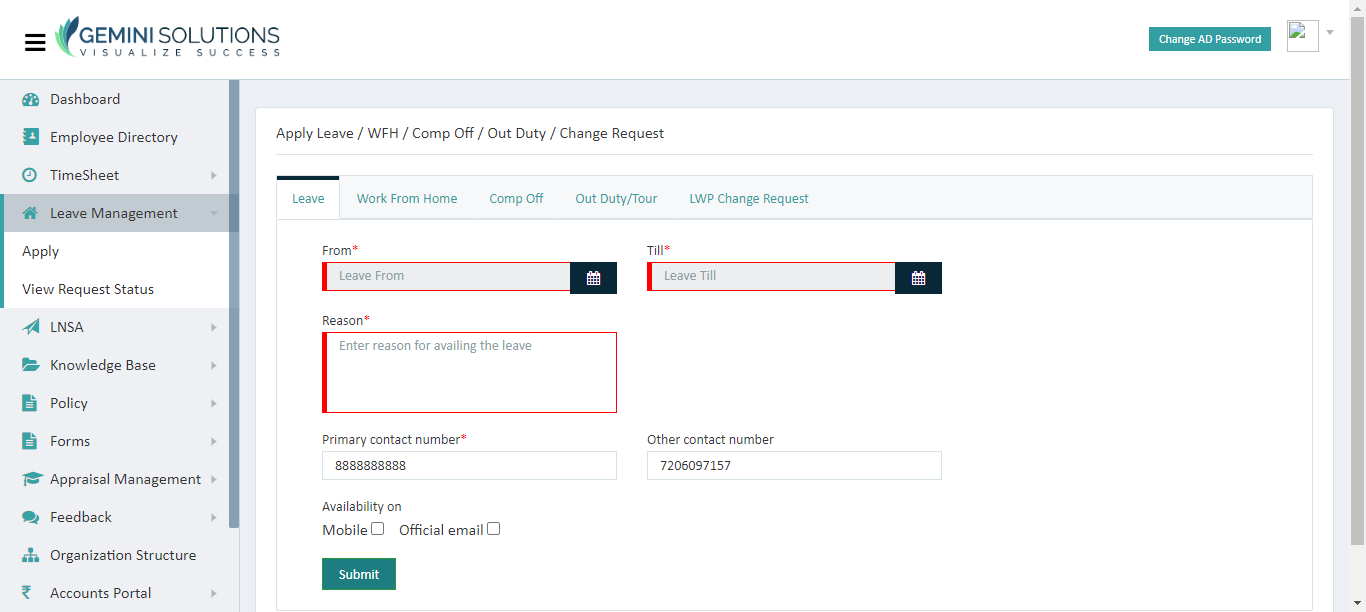 GEMINI SOLUTIONS
VISUALIZE SUCCESS
Change AD Password
Dashboard
Employee Directory
TimeSheet
Leave Management
Apply
View Request Status
LNSA
Knowledge Base
Policy
Forms
Appraisal Management
Feedback
Organization Structure
Accounts Portal
Apply Leave / WFH / Comp Off / Out Duty / Change Request
Leave Work From Home Comp Off Out Duty/Tour LWP Change Request
From* Till*
Leave From Leave Till
Reason*
Enter reason for availing the leave
Primary contact number* Other contact number
8888888888 7206097157
Availability on
Mobile Official email
Submit